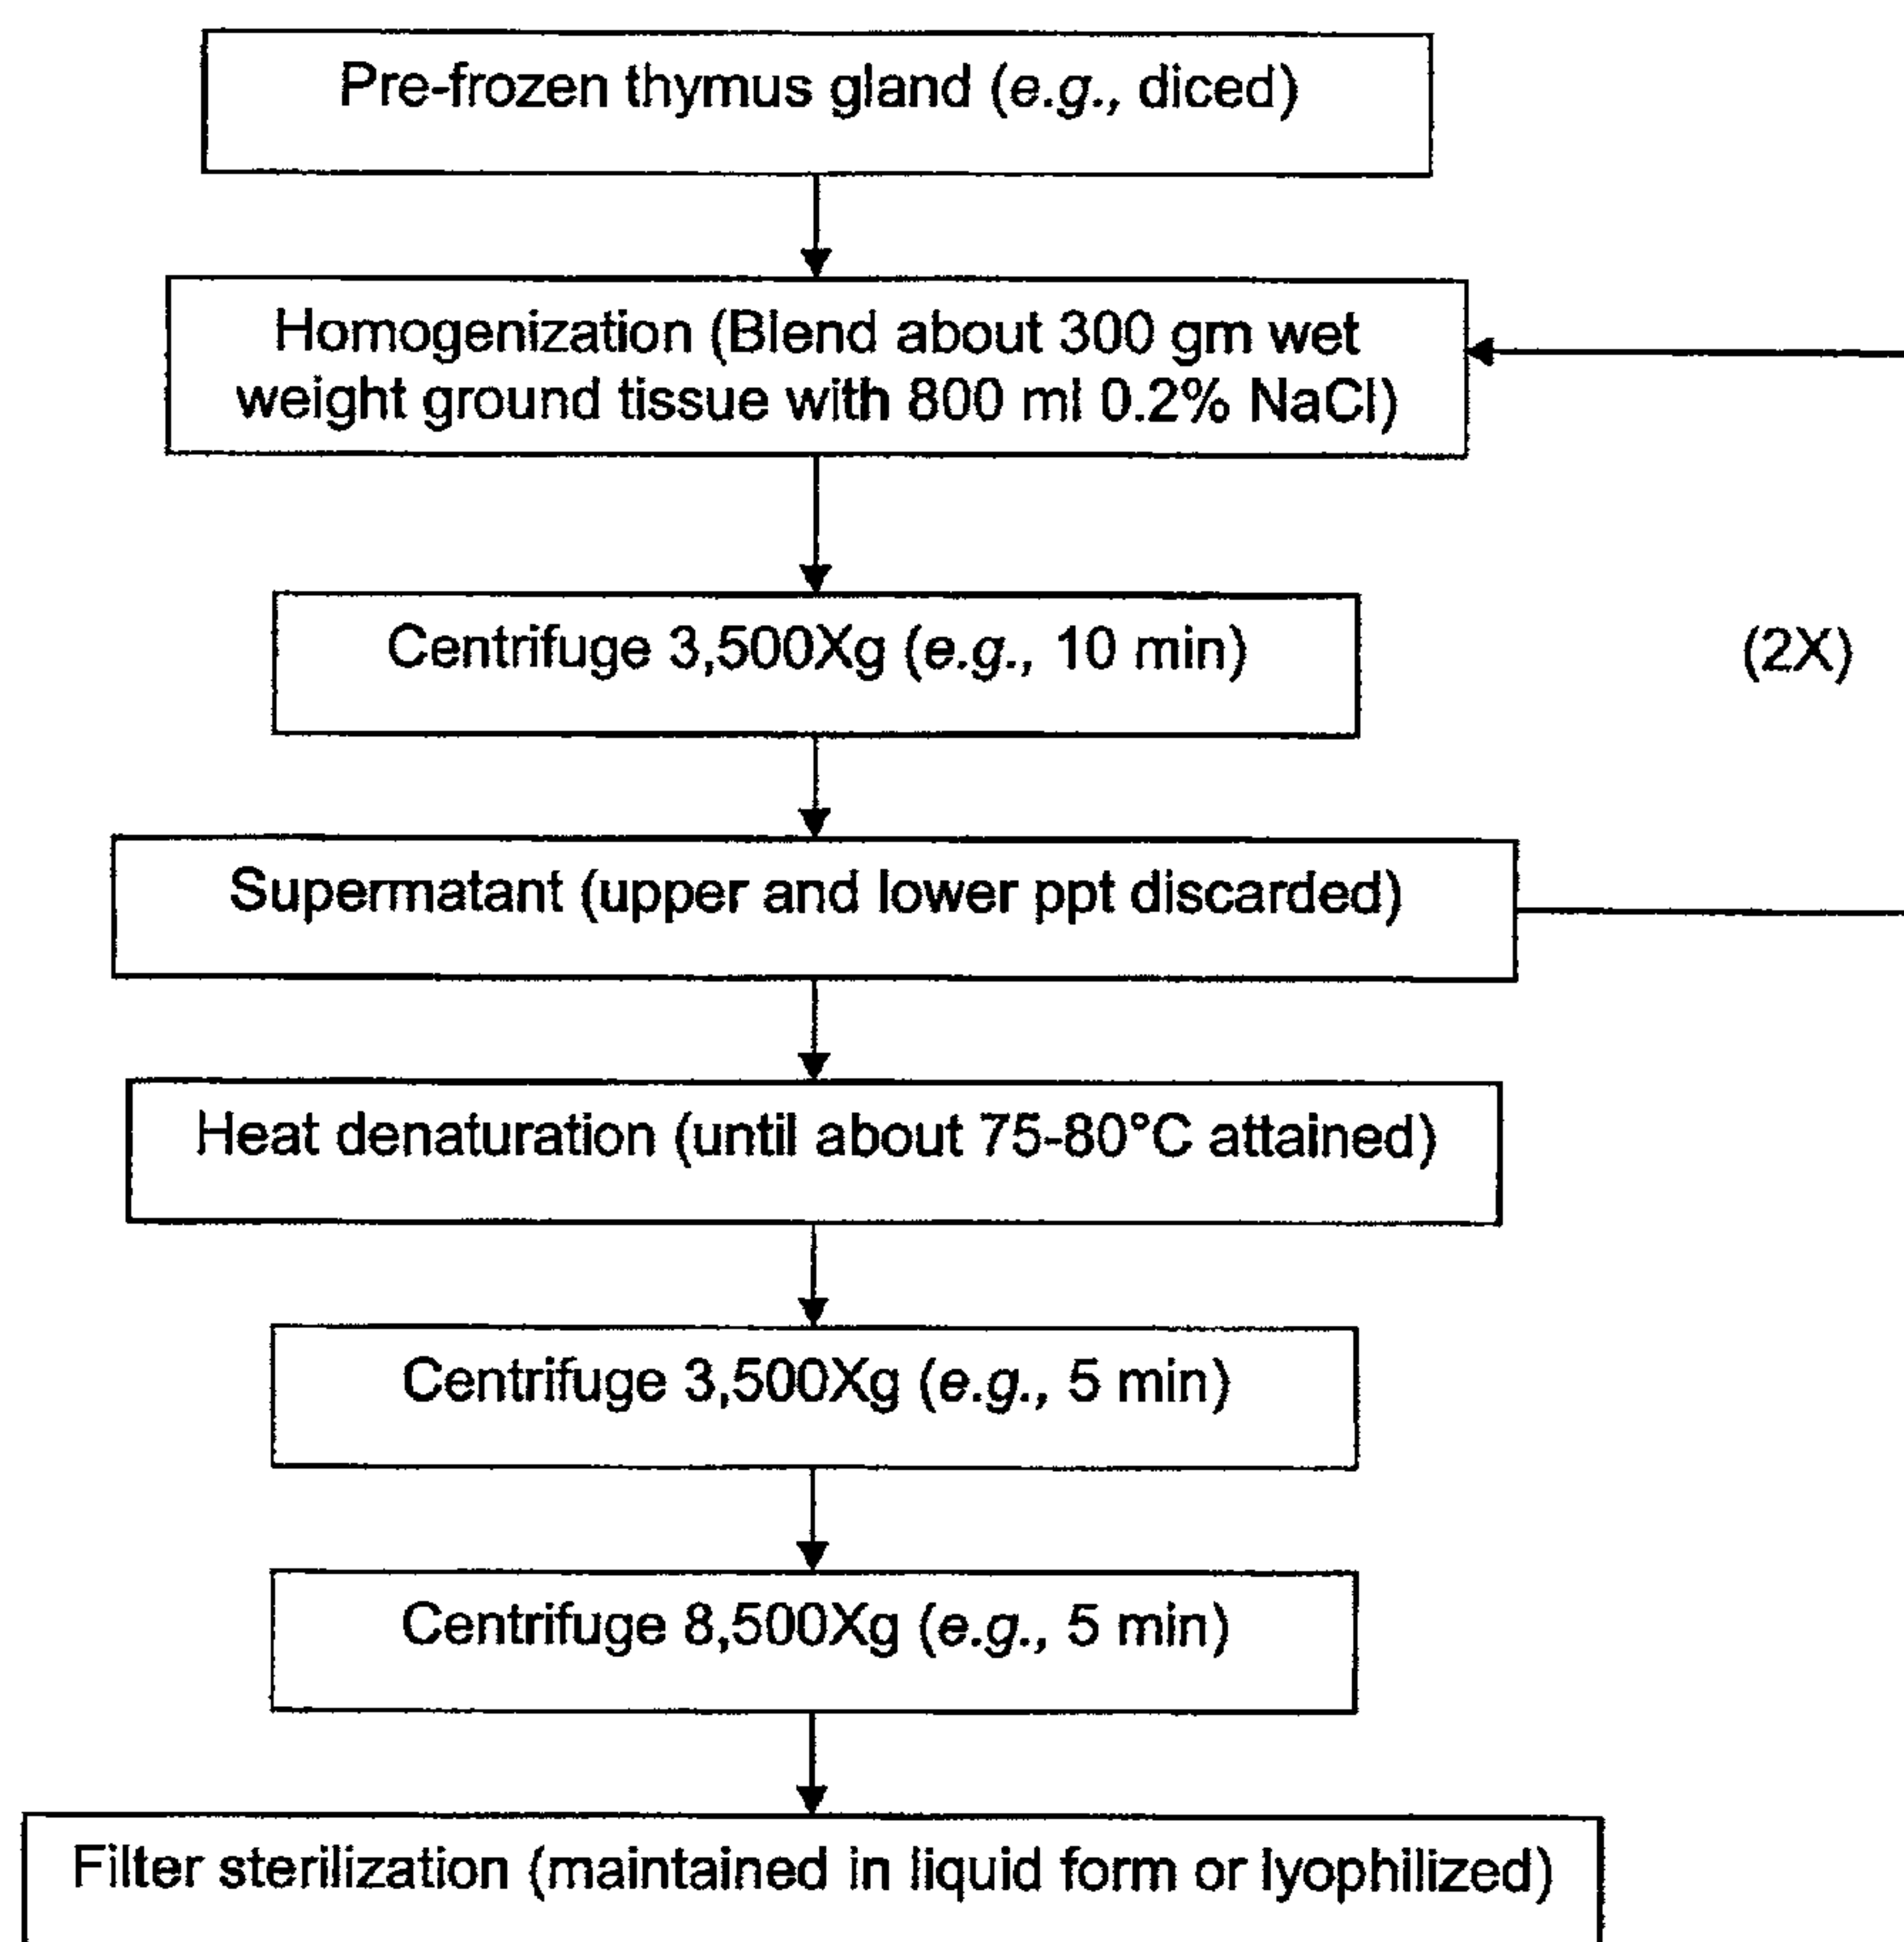 Pre-frozen thymus gland (e.g., diced)
Homogenization (Blend about 300 gm wet
weight ground tissue with 800 ml 0.2% NaCl)
Centrifuge 3,500Xg (e.g., 10 min)
(2X)
Supernatant (upper and lower ppt discarded)
Heat denaturation (until about 75-80°C attained)
Centrifuge 3,500Xg (e.g., 5 min)
Centrifuge 8,500Xg (e.g., 5 min)
Filter sterilization (maintained in liquid form or lyophilized)